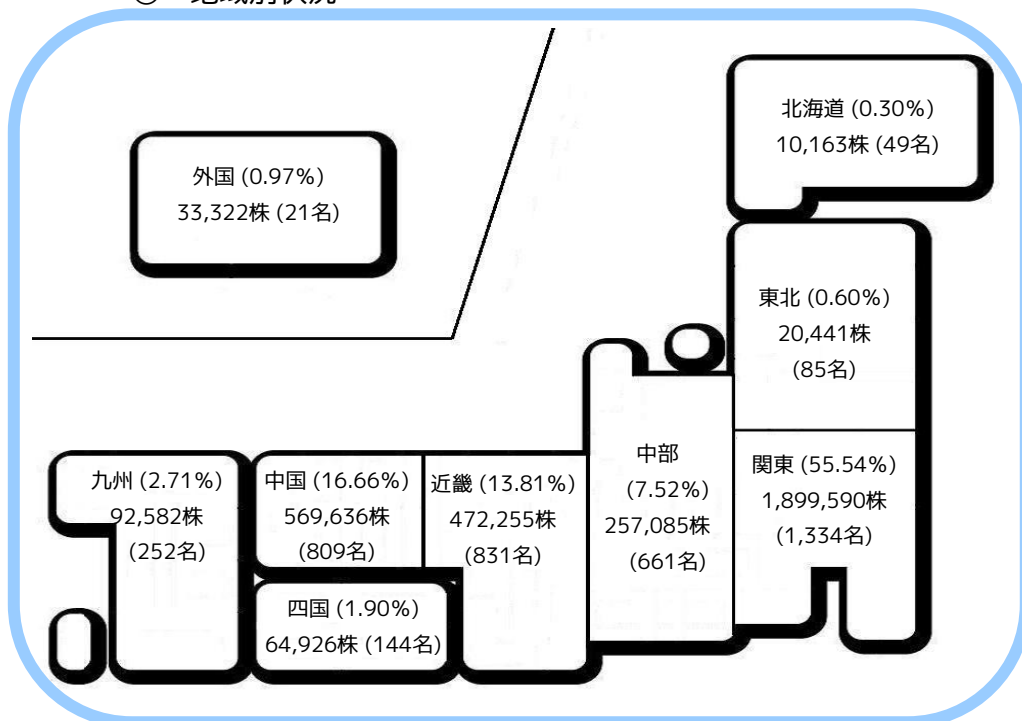 外国 (0.97%)
33,322株 (21名)
北海道 (0.30%)
10,163株 (49名)
東北 (0.60%)
20,441株
(85名)
関東 (55.54%)
1,899,590株
(1,334名)
中部
(7.52%)
257,085株
(661名)
近畿 (13.81%)
472,255株
(831名)
中国 (16.66%)
569,636株
(809名)
四国 (1.90%)
64,926株 (144名)
九州 (2.71%)
92,582株
(252名)